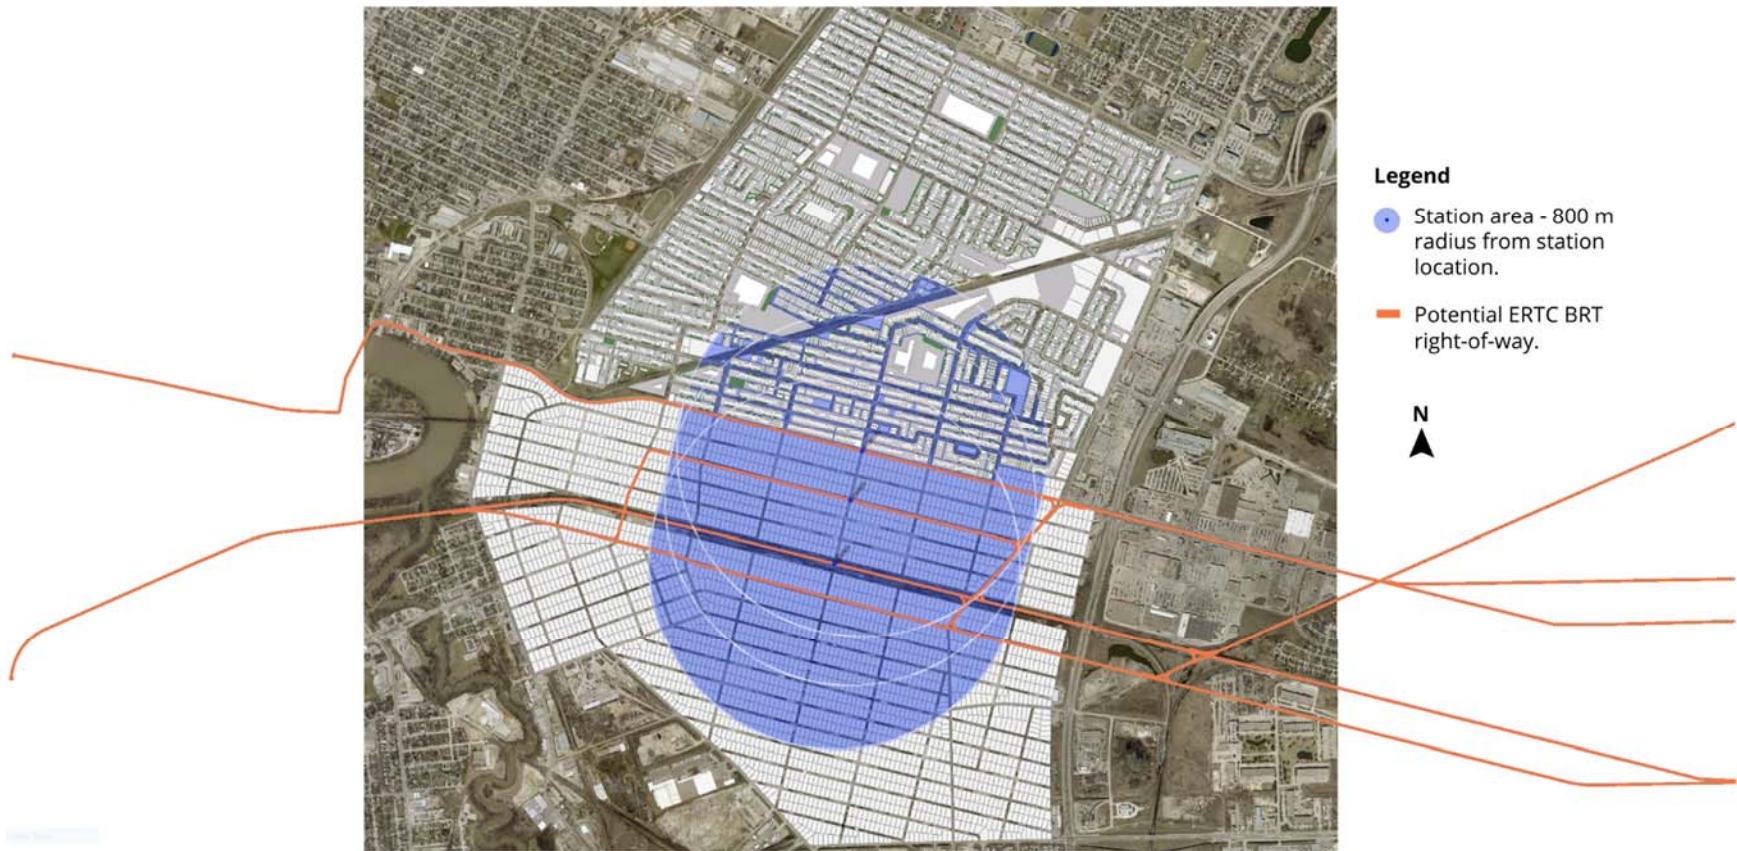 Legend
Station area - 800 m
radius from station
location.
Potential ERTC BRT
right-of-way.
N